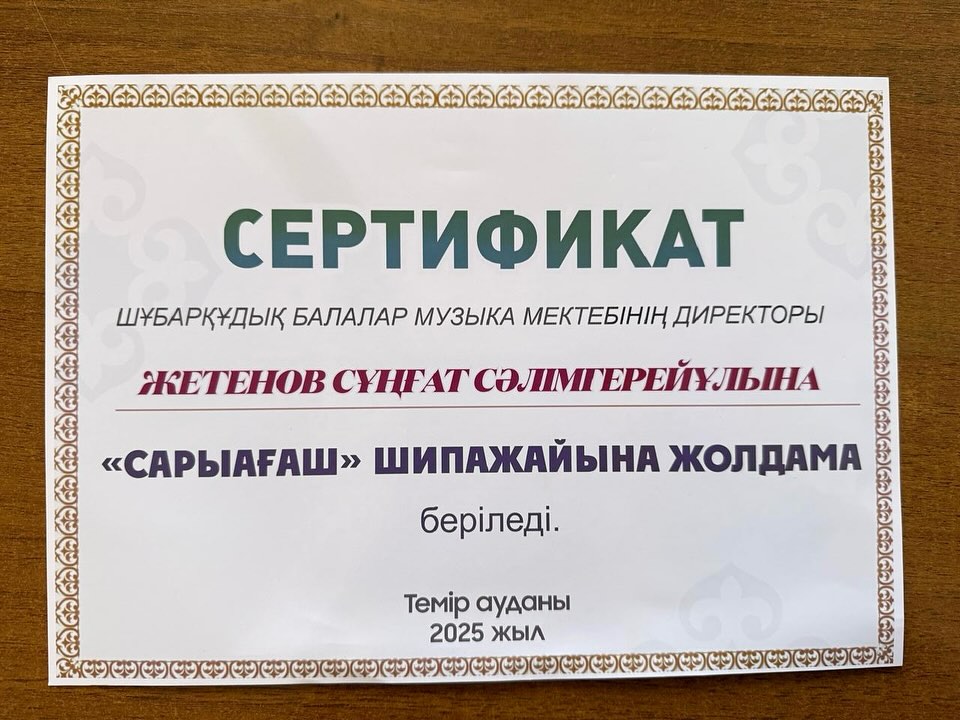 СЕРТИФИКАТ
ШҰБАРҚҰДЫҚ БАЛАЛАР МУЗЫКА МЕКТЕБІНІҢ ДИРЕКТОРЫ
ЖЕТЕНОВ СҰҢҒАТ СӘЛІМГЕРЕЙҰЛЫНА
«САРЫАҒАШ» ШИПАЖАЙЫНА ЖОЛДАМА
беріледі.
Темір ауданы
2025 жыл